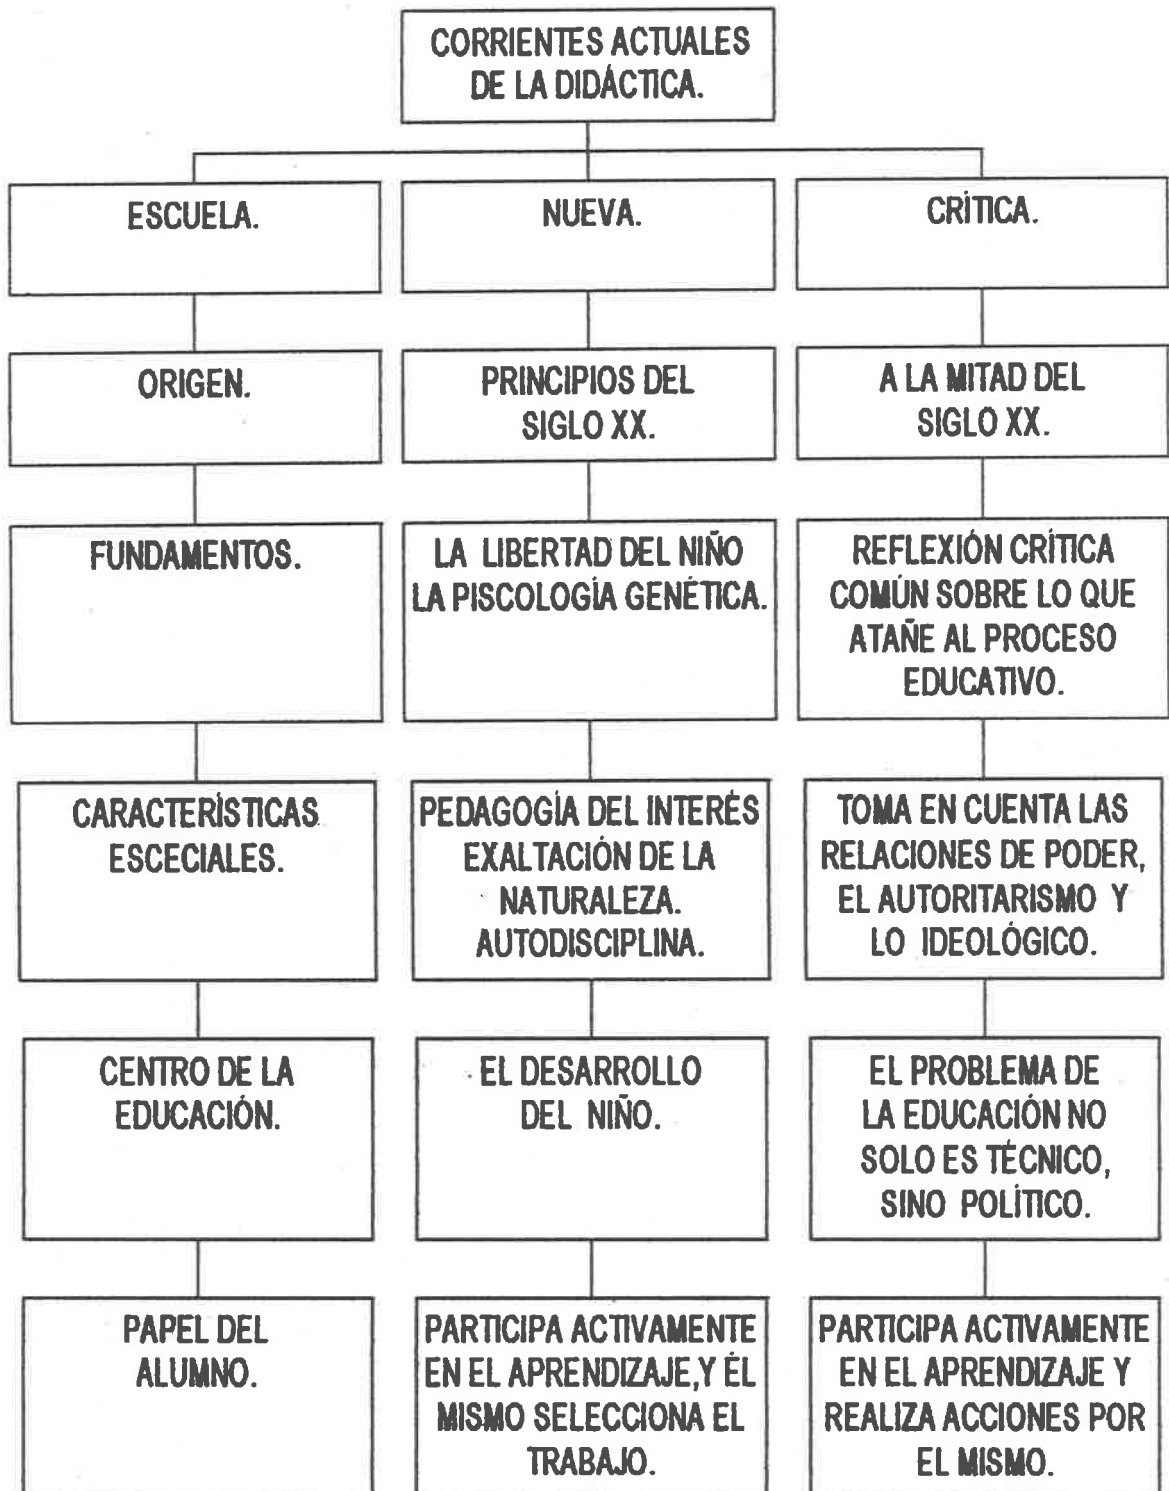 CORRIENTES ACTUALES
DE LA DIDÁCTICA.
ESCUELA.
NUEVA.
CRÍTICA.
ORIGEN.
PRINCIPIOS DEL
SIGLO XX.
A LA MITAD DEL
SIGLO XX.
FUNDAMENTOS.
LA LIBERTAD DEL NIÑO
LA PISCOLOGÍA GENÉTICA.
REFLEXIÓN CRÍTICA
COMÚN SOBRE LO QUE
ATAÑE AL PROCESO
EDUCATIVO.
CARACTERÍSTICAS
ESCECIALES.
PEDAGOGÍA DEL INTERÉS
EXALTACIÓN DE LA
NATURALEZA.
AUTODISCIPLINA.
TOMA EN CUENTA LAS
RELACIONES DE PODER,
EL AUTORITARISMO Y
LO IDEOLÓGICO.
CENTRO DE LA
EDUCACIÓN.
EL DESARROLLO
DEL NIÑO.
EL PROBLEMA DE
LA EDUCACIÓN NO
SOLO ES TÉCNICO,
SINO POLÍTICO.
PAPEL DEL
ALUMNO.
PARTICIPA ACTIVAMENTE
EN EL APRENDIZAJE,Y ÉL
MISMO SELECCIONA EL
TRABAJO.
PARTICIPA ACTIVAMENTE
EN EL APRENDIZAJE Y
REALIZA ACCIONES POR
EL MISMO.